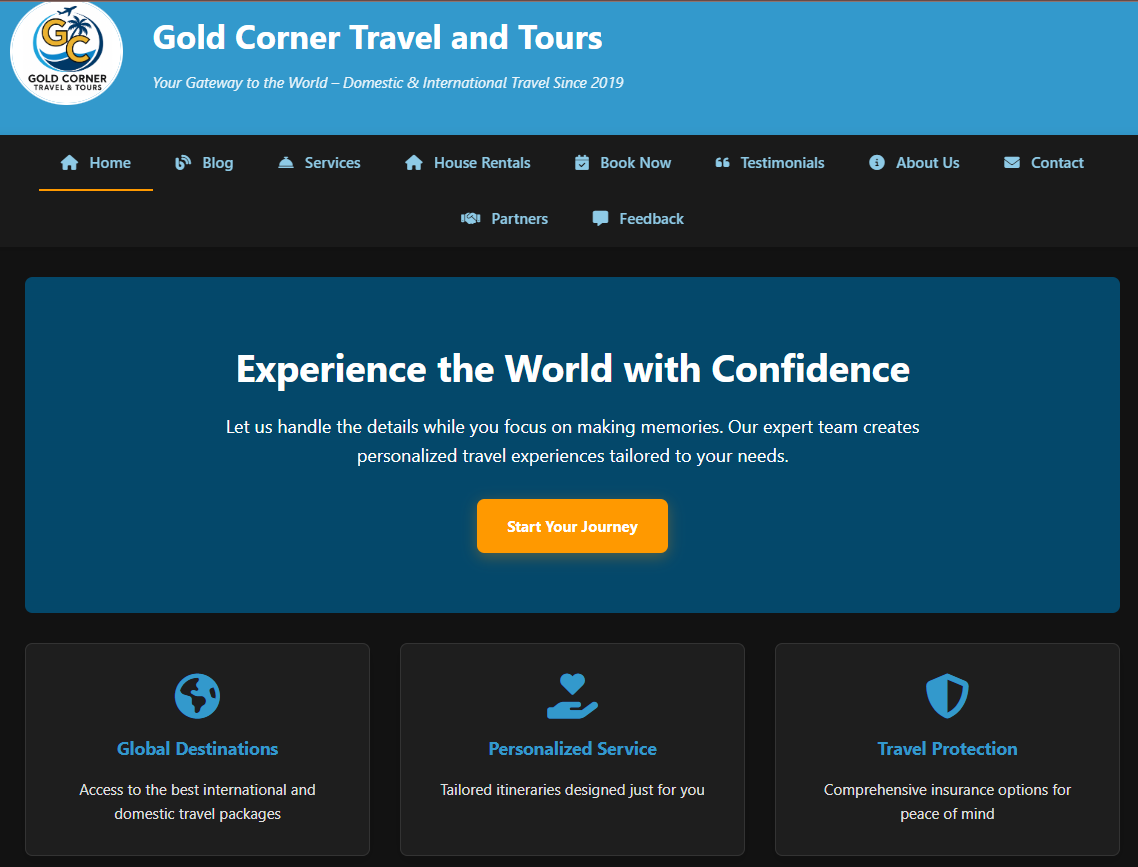 GC
GOLD CORNER
TRAVEL & TOURS
Gold Corner Travel and Tours
Your Gateway to the World – Domestic & International Travel Since 2019
Home
Blog
Services
House Rentals
Book Now
Testimonials
About Us
Contact
Partners
Feedback
Experience the World with Confidence
Let us handle the details while you focus on making memories. Our expert team creates
personalized travel experiences tailored to your needs.
Start Your Journey
Global Destinations
Access to the best international and
domestic travel packages
Personalized Service
Tailored itineraries designed just for you
Travel Protection
Comprehensive insurance options for
peace of mind